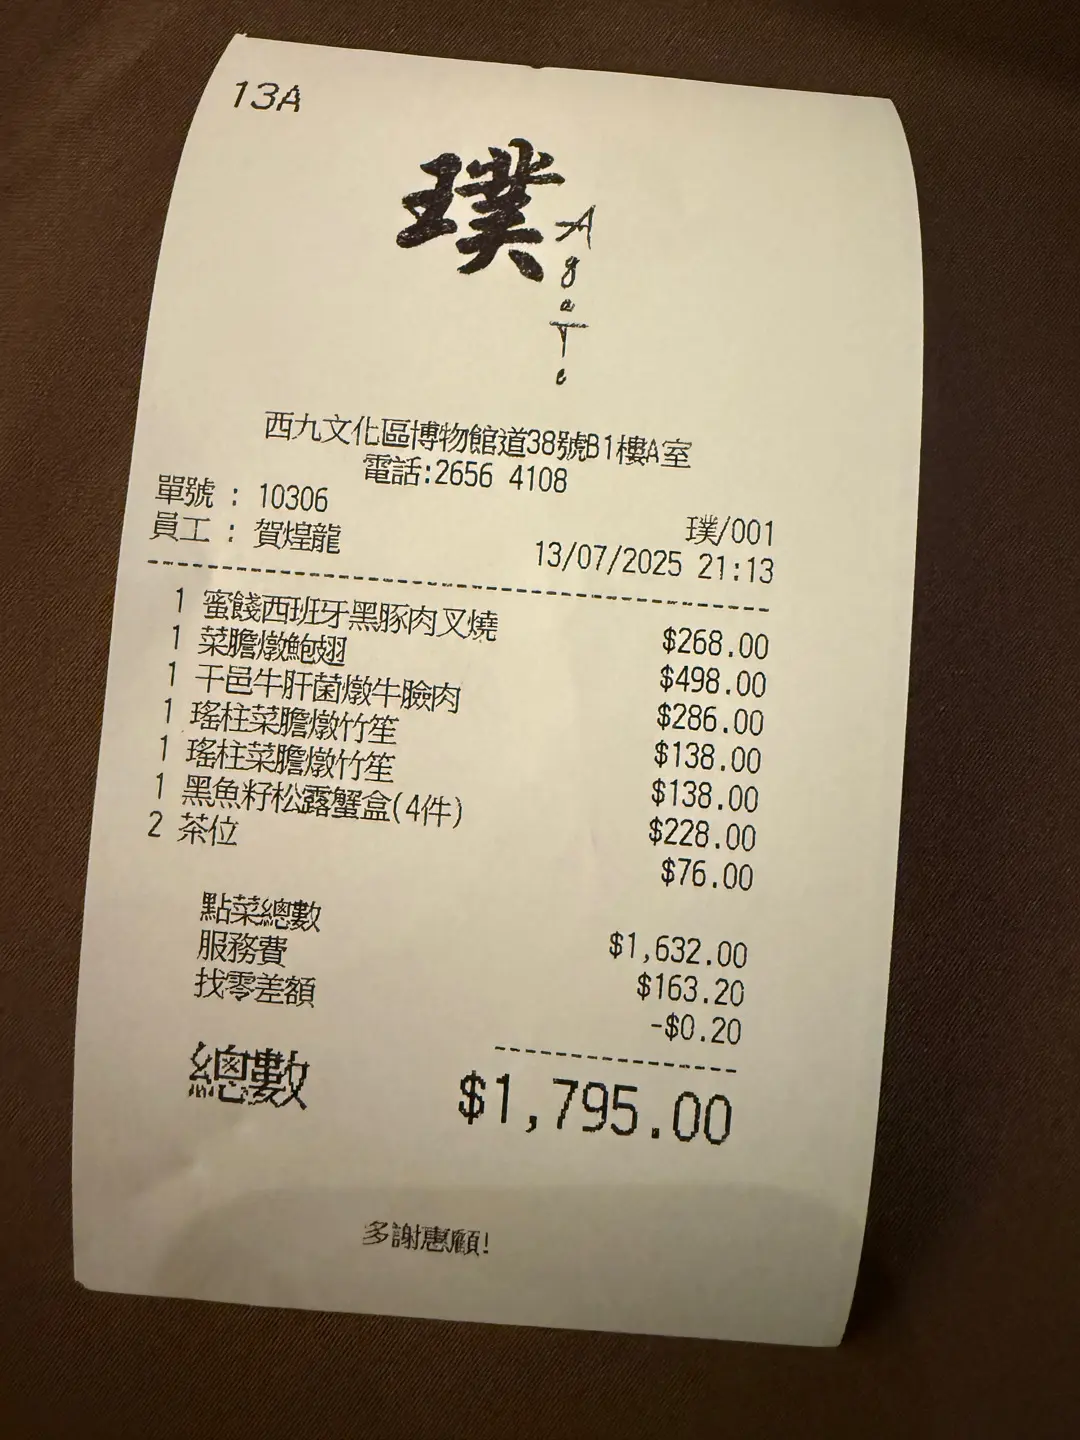 13A
璞
Agate
西九文化區博物館道38號B1樓A室
電話:2656 4108
單號 : 10306
璞/001
員工 : 賀煌龍
13/07/2025 21:13
1 蜜餞西班牙黑豚肉叉燒 $268.00
1 菜膽燉鮑翅 $498.00
1 干邑牛肝菌燉牛臉肉 $286.00
1 瑤柱菜膽燉竹笙 $138.00
1 瑤柱菜膽燉竹笙 $138.00
1 黑魚籽松露蟹盒(4件) $228.00
2 茶位 $76.00
點菜總數 $1,632.00
服務費 $163.20
找零差額 -$0.20
總數 $1,795.00
多謝惠顧!